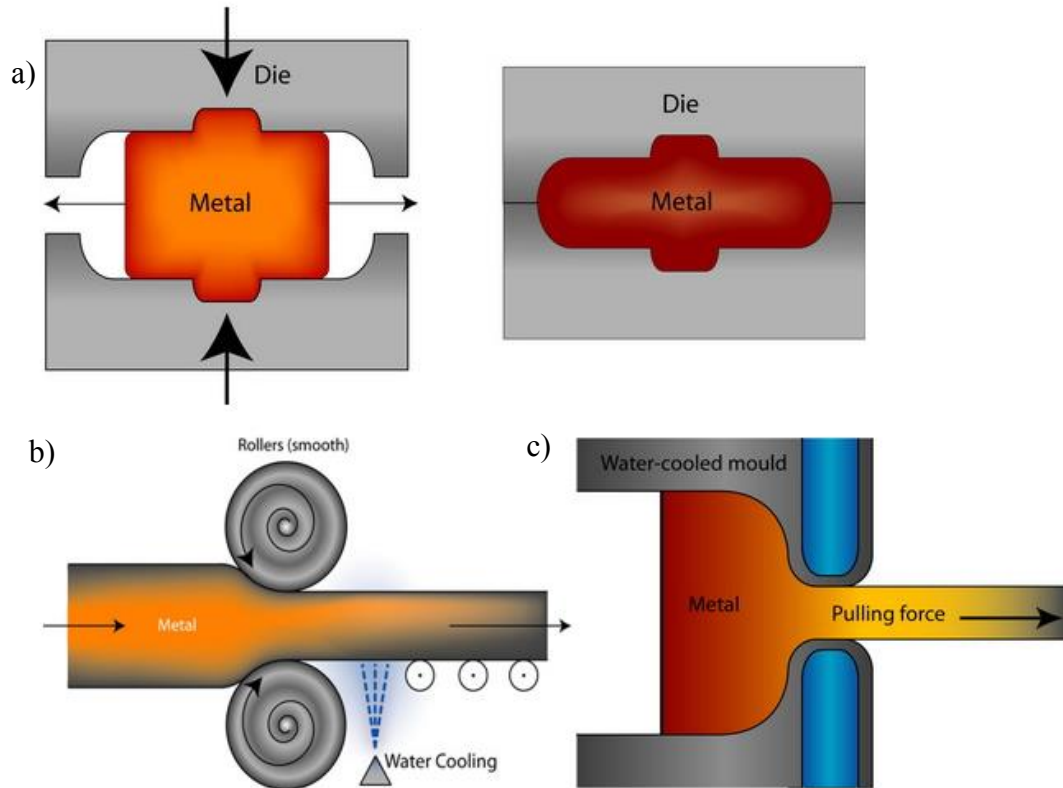 a)
Die
Metal
Die
Metal
b)
Rollers (smooth)
Metal
Water Cooling
c)
Water-cooled mould
Metal
Pulling force